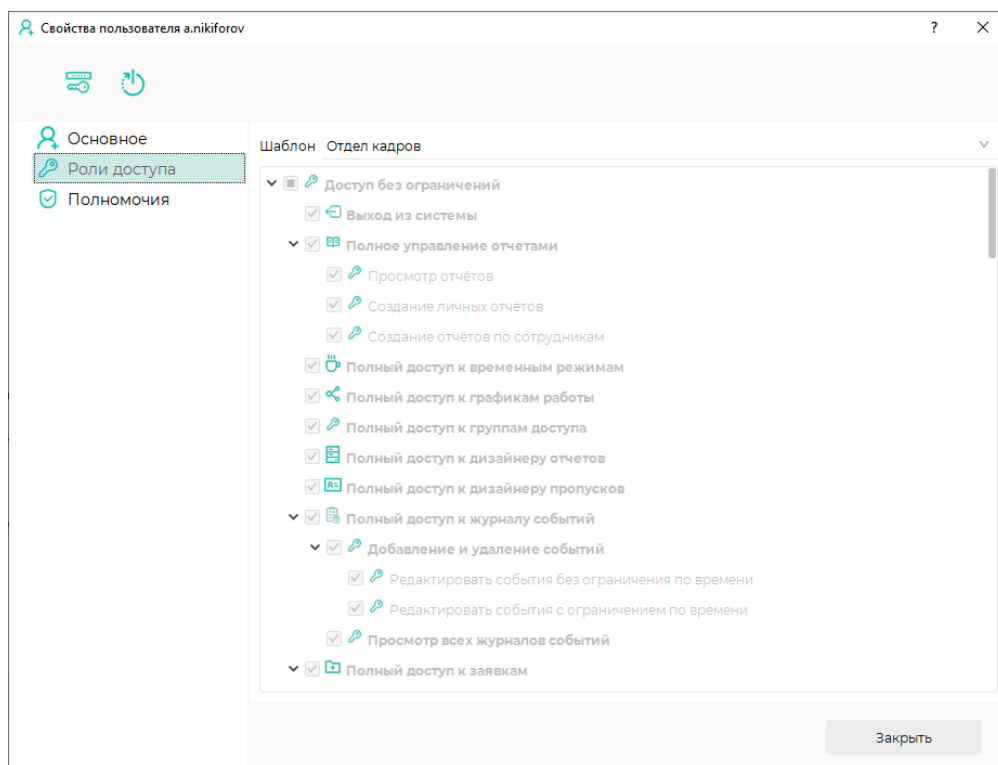 Свойства пользователя a.nikiforov
?
Основное
Роли доступа
Полномочия
Шаблон Отдел кадров
Доступ без ограничений
Выход из системы
Полное управление отчетами
Просмотр отчётов
Создание личных отчётов
Создание отчётов по сотрудникам
Полный доступ к временным режимам
Полный доступ к графикам работы
Полный доступ к группам доступа
Полный доступ к дизайнеру отчетов
Полный доступ к дизайнеру пропусков
Полный доступ к журналу событий
Добавление и удаление событий
Редактировать события без ограничения по времени
Редактировать события с ограничением по времени
Просмотр всех журналов событий
Полный доступ к заявкам
Закрыть